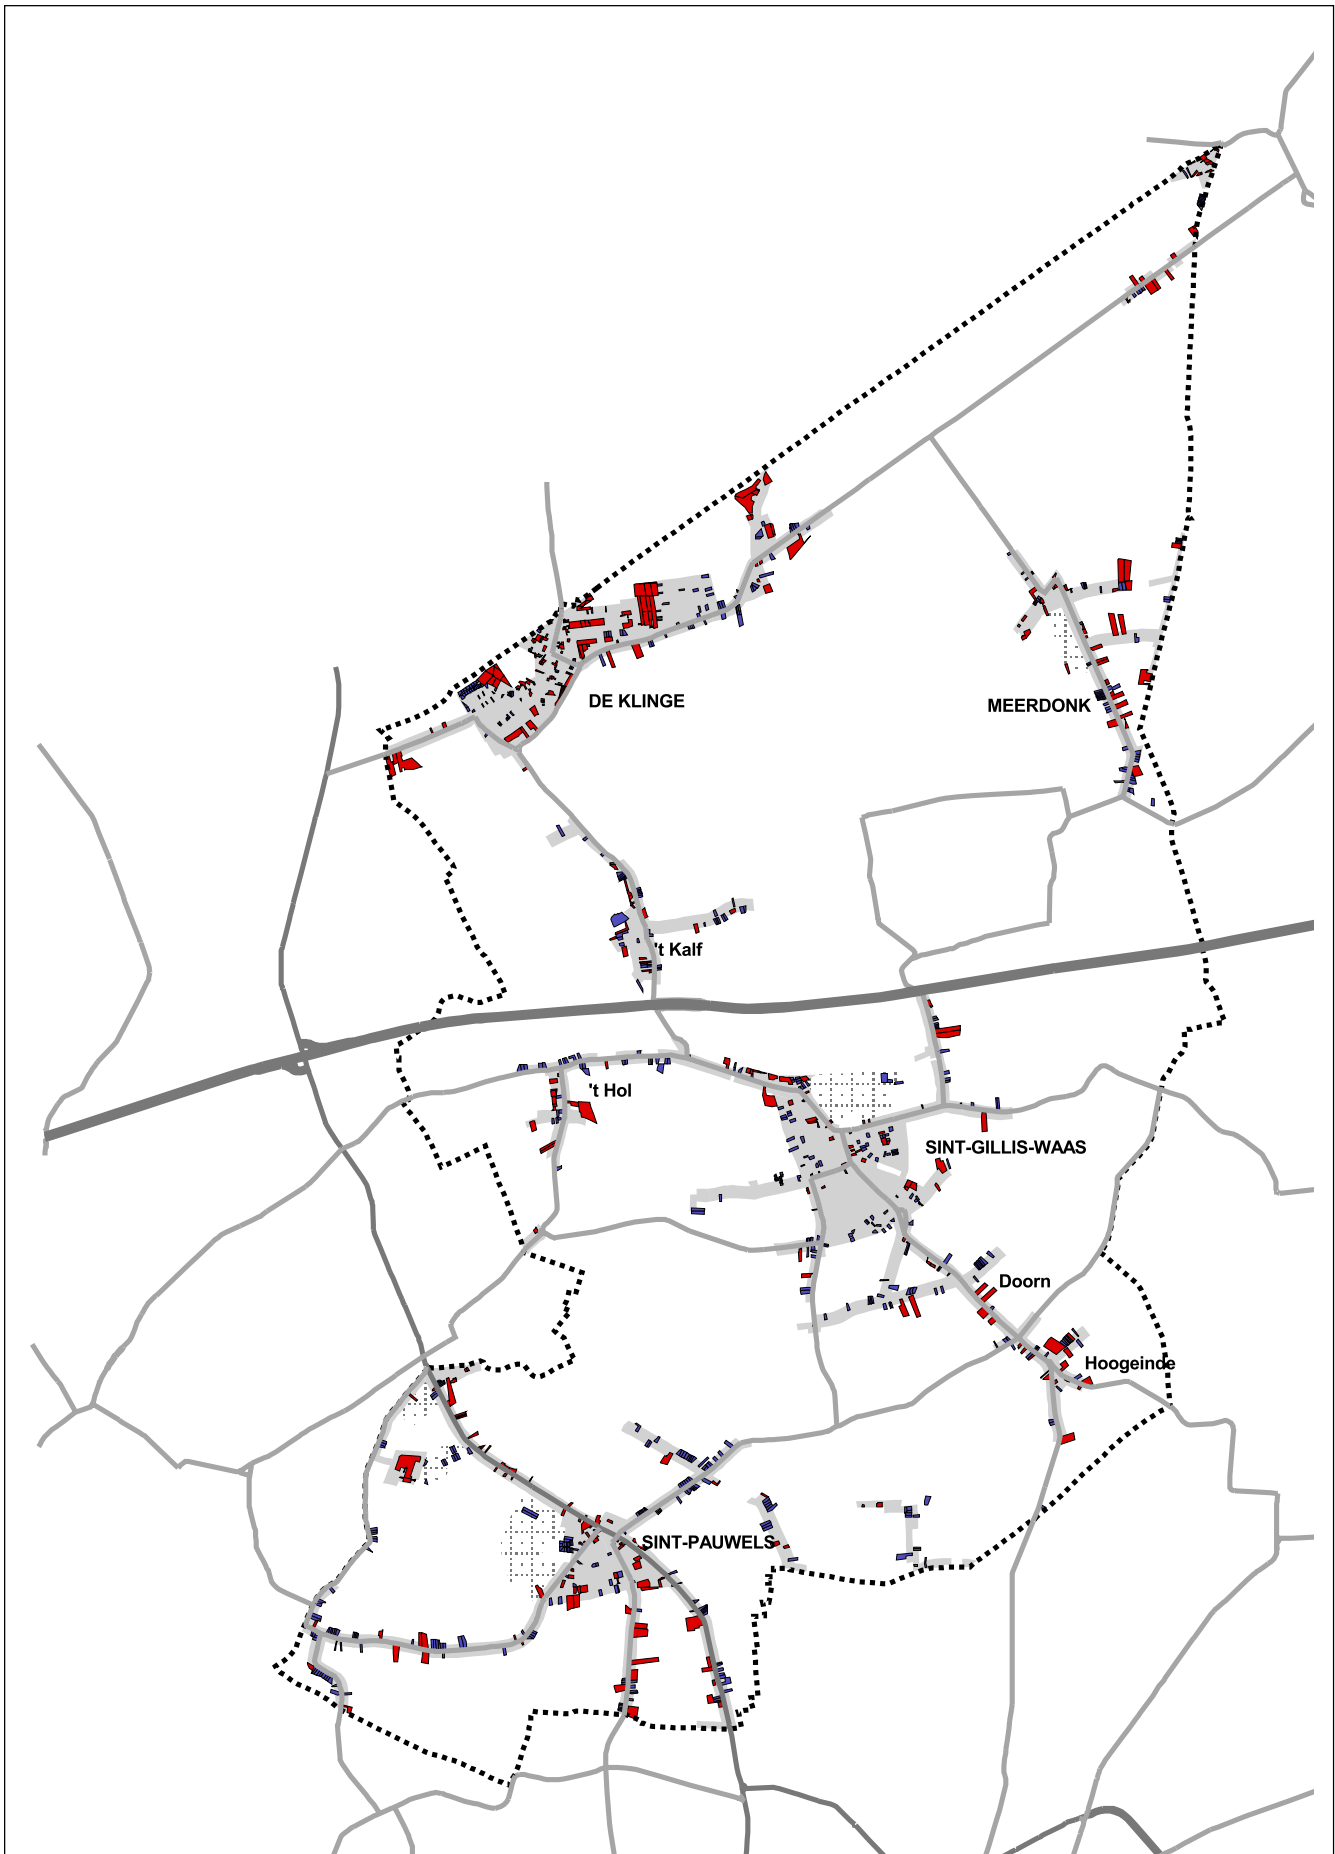 DE KLINGE
MEERDONK
't Kalf
't Hol
SINT-GILLIS-WAAS
Doorn
Hoogeinde
SINT-PAUWELS